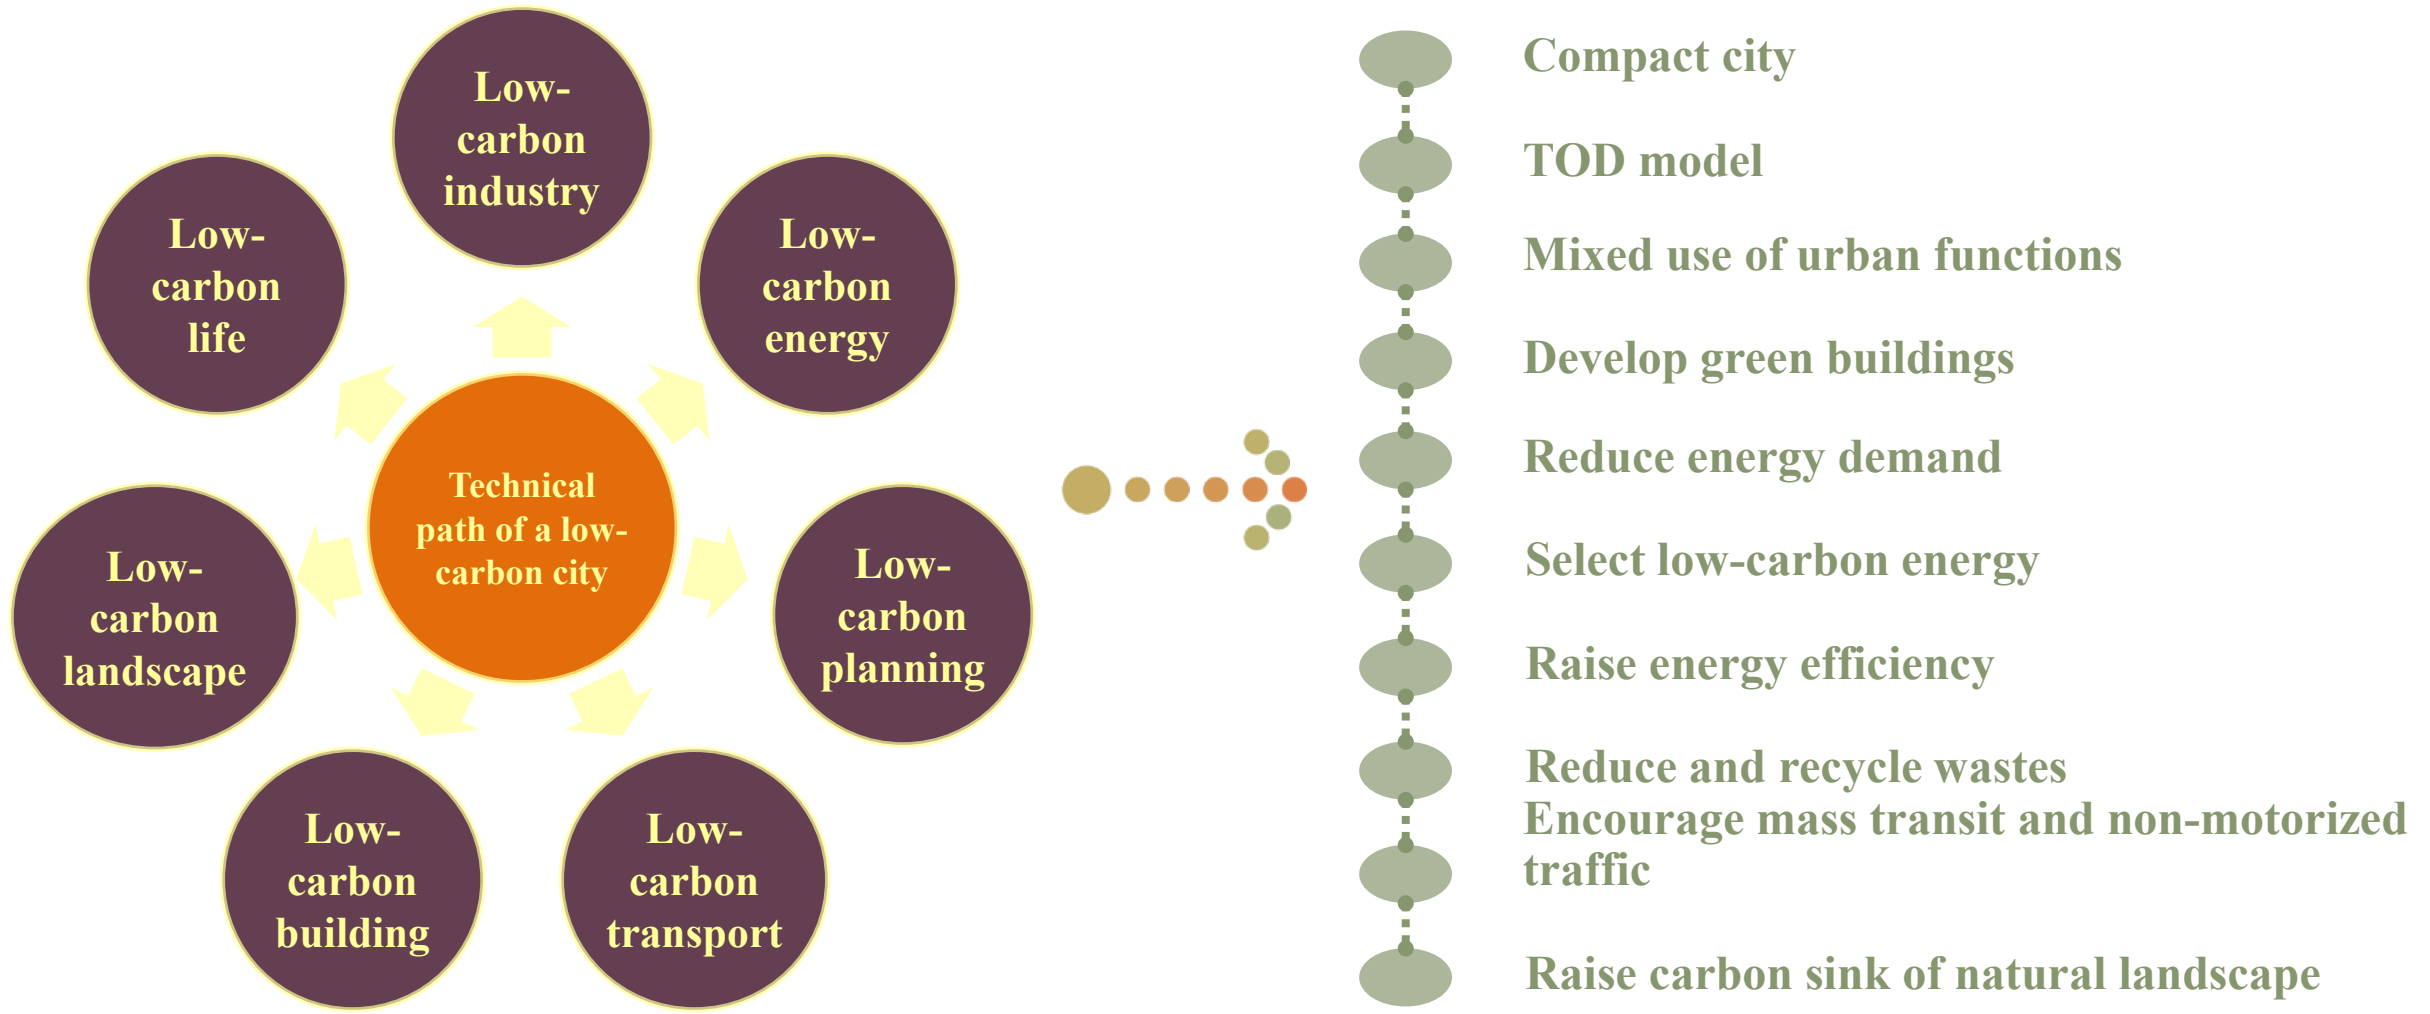 Low-
carbon
industry
Low-
carbon
energy
Low-
carbon
planning
Low-
carbon
transport
Low-
carbon
building
Low-
carbon
landscape
Low-
carbon
life
Technical
path of a low-
carbon city
Compact city
TOD model
Mixed use of urban functions
Develop green buildings
Reduce energy demand
Select low-carbon energy
Raise energy efficiency
Reduce and recycle wastes
Encourage mass transit and non-motorized
traffic
Raise carbon sink of natural landscape